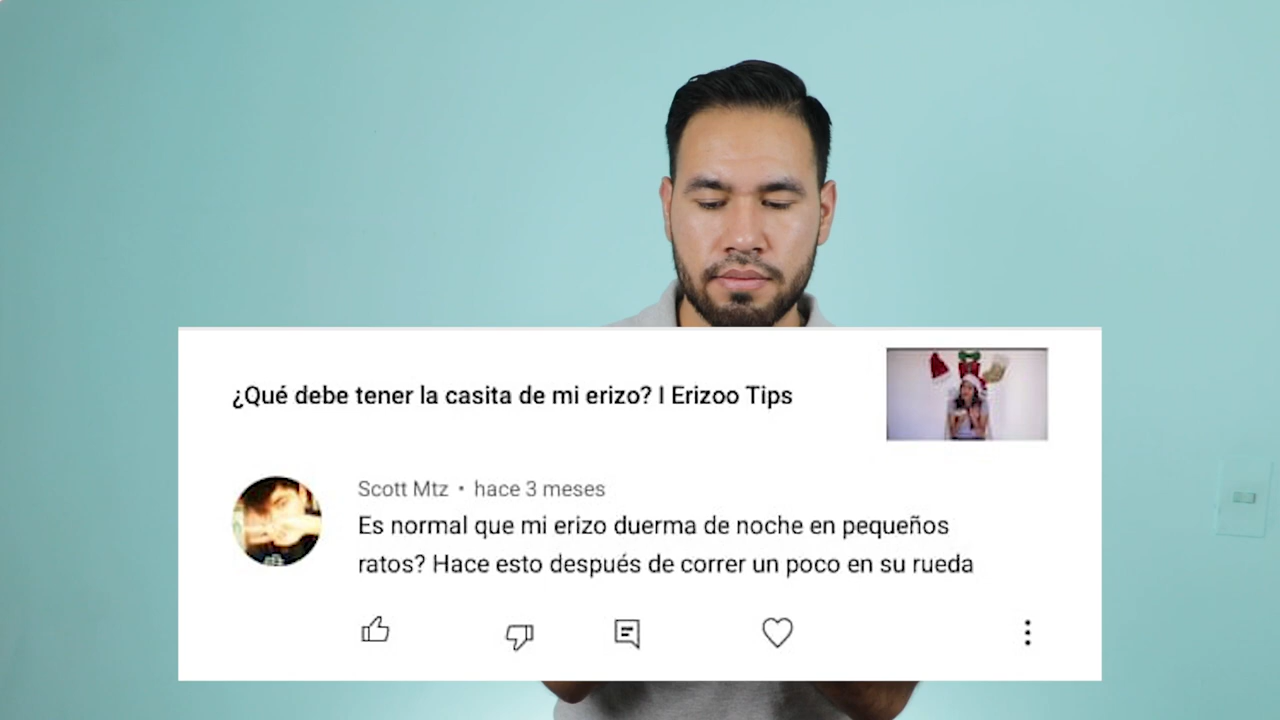 ¿Qué debe tener la casita de mi erizo? I Erizoo Tips
Scott Mtz • hace 3 meses
Es normal que mi erizo duerma de noche en pequeños
ratos? Hace esto después de correr un poco en su rueda